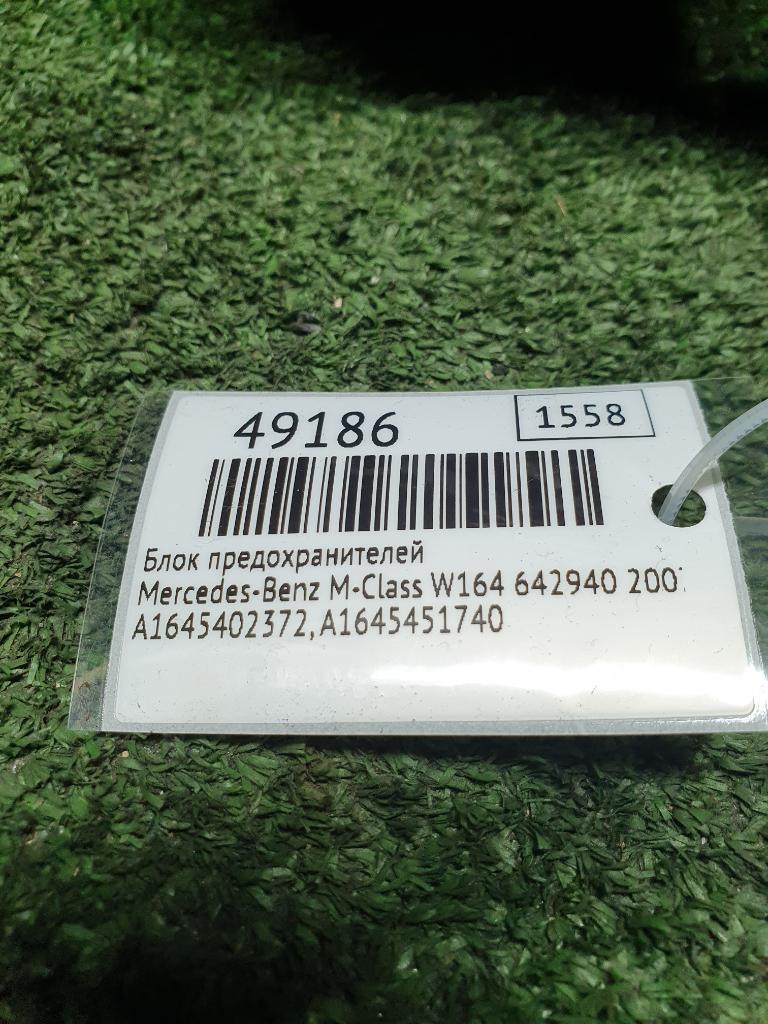 49186 1558
Блок предохранителей
Mercedes-Benz M-Class W164 642940
A1645402372,A1645451740